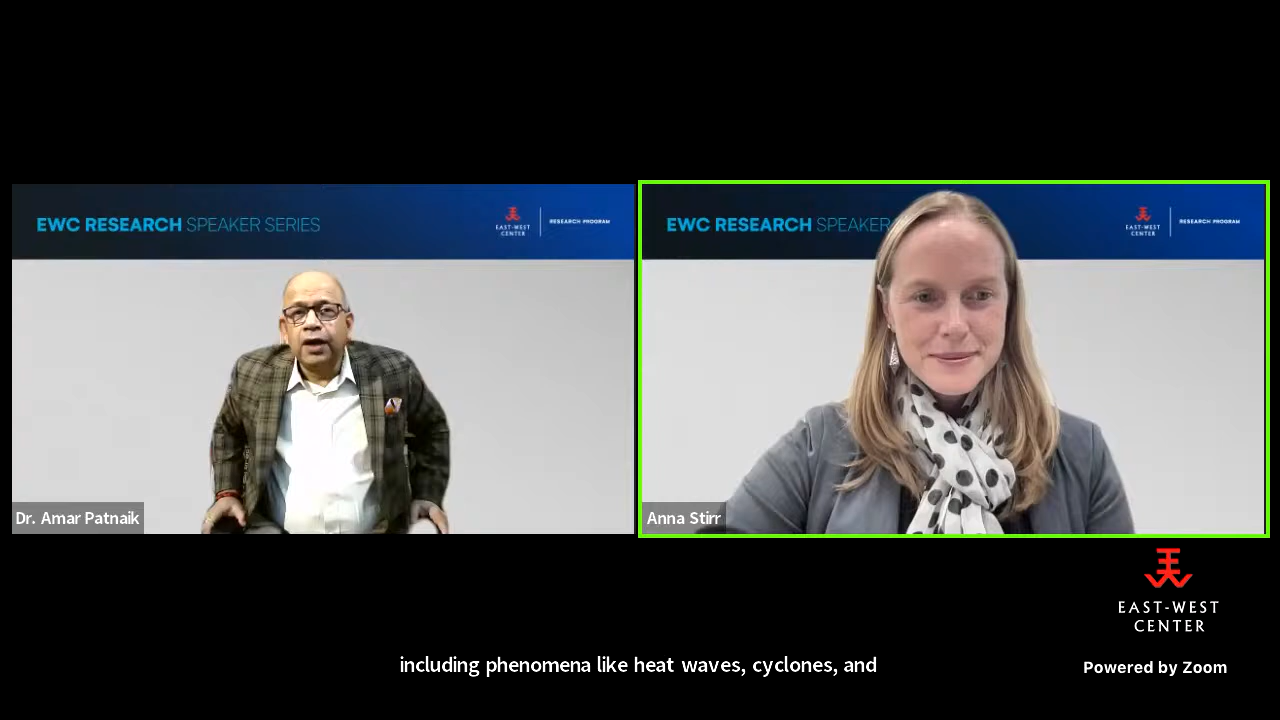 EWC RESEARCH SPEAKER SERIES
EAST-WEST
CENTER
RESEARCH PROGRAM
EWC RESEARCH SPEAKER
EAST-WEST
CENTER
RESEARCH PROGRAM
Dr. Amar Patnaik
Anna Stirr
EAST-WEST
CENTER
including phenomena like heat waves, cyclones, and
Powered by Zoom